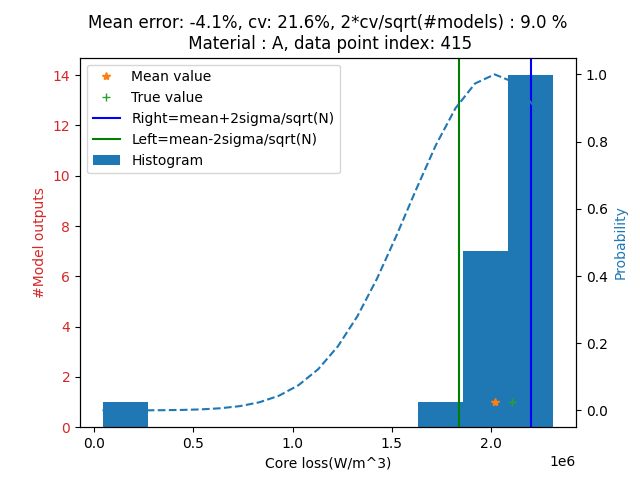 Mean error: -4.1%, cv: 21.6%, 2*cv/sqrt(#models) : 9.0 %
Material : A, data point index: 415
Mean value
True value
Right=mean+2sigma/sqrt(N)
Left=mean-2sigma/sqrt(N)
Histogram
#Model outputs
14
12
10
8
6
4
2
0
1.0
0.8
0.6
0.4
0.2
0.0
Probability
0.0 0.5 1.0 1.5 2.0
1e6
Core loss(W/m^3)